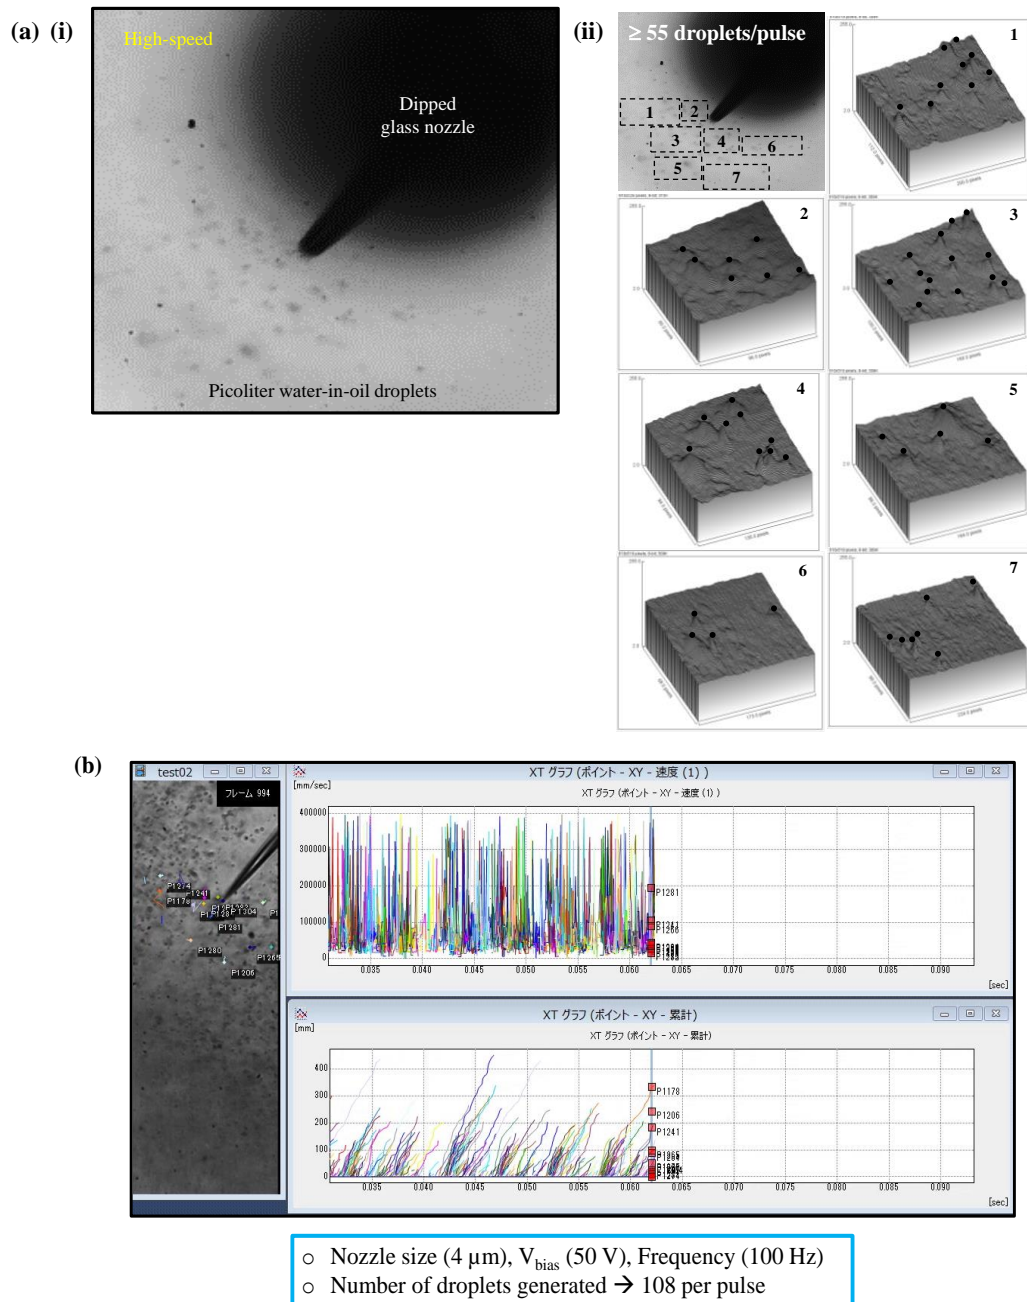 (a) (i)
High-speed
Dipped
glass nozzle
Picoliter water-in-oil droplets
(ii)
≥ 55 droplets/pulse
1
2
3
4
5
6
7
1
2
3
4
5
6
7
(b)
test02
フレーム 994
P1274
P1241
P1178
P1304
P1281
P1280
P1206
XT グラフ (ポイント - XY - 速度 (1) )
[mm/sec]
XT グラフ (ポイント - XY - 速度 (1) )
400000
300000
200000
100000
0
P1281
P1241
0.035 0.040 0.045 0.050 0.055 0.060 0.065 0.070 0.075 0.080 0.085 0.090
[sec]
XT グラフ (ポイント - XY - 累計)
[mm]
XT グラフ (ポイント - XY - 累計)
400
300
200
100
0
P1178
P1206
P1241
0.035 0.040 0.045 0.050 0.055 0.060 0.065 0.070 0.075 0.080 0.085 0.090
[sec]
○ Nozzle size (4 µm), Vbias (50 V), Frequency (100 Hz)
○ Number of droplets generated → 108 per pulse